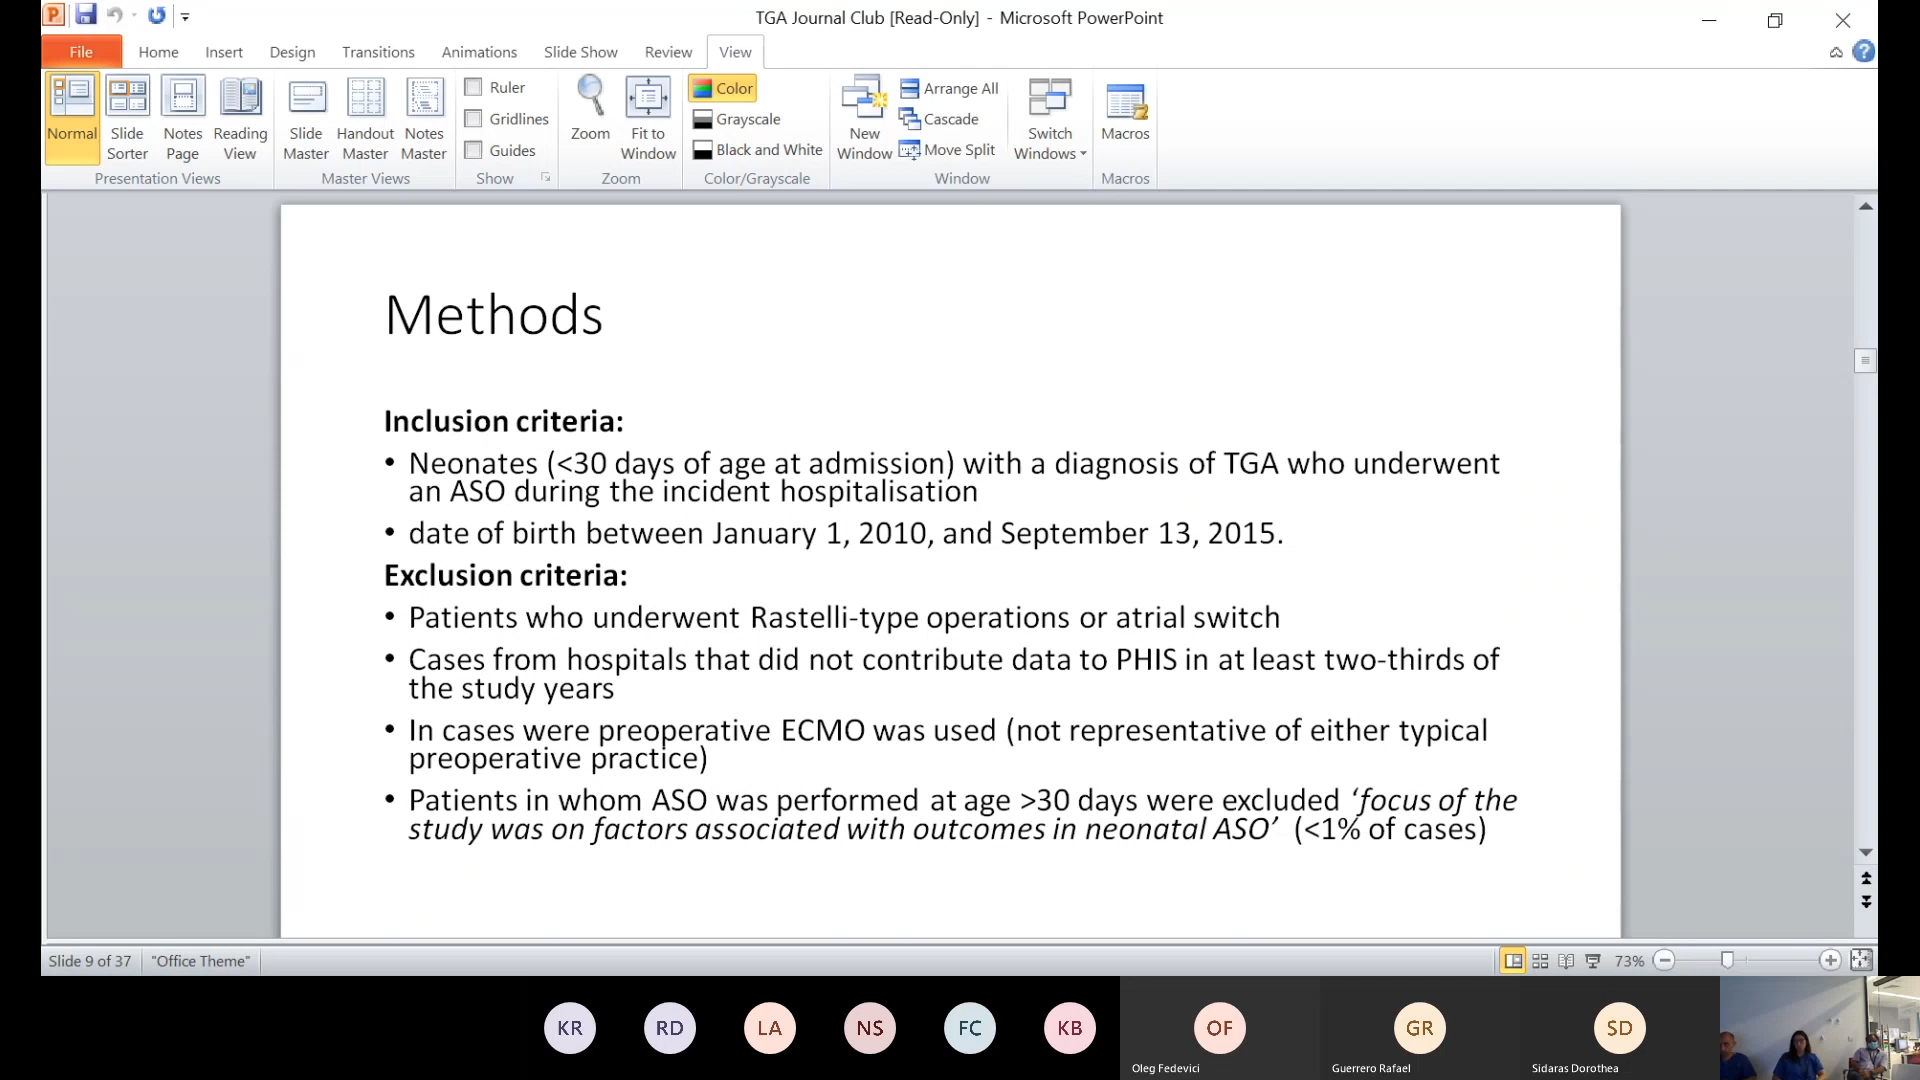 TGA Journal Club [Read-Only] - Microsoft PowerPoint
File Home Insert Design Transitions Animations Slide Show Review View
Normal
Slide Sorter
Notes Page
Reading View
Presentation Views
Slide Master
Handout Master
Notes Master
Master Views
Ruler
Gridlines
Guides
Show
Zoom
Fit to Window
Zoom
Color
Grayscale
Black and White
Color/Grayscale
New Window
Arrange All
Cascade
Move Split
Switch Windows
Window
Macros
Macros
Methods
Inclusion criteria:
• Neonates (<30 days of age at admission) with a diagnosis of TGA who underwent
an ASO during the incident hospitalisation
• date of birth between January 1, 2010, and September 13, 2015.
Exclusion criteria:
• Patients who underwent Rastelli-type operations or atrial switch
• Cases from hospitals that did not contribute data to PHIS in at least two-thirds of
the study years
• In cases were preoperative ECMO was used (not representative of either typical
preoperative practice)
• Patients in whom ASO was performed at age >30 days were excluded ‘focus of the
study was on factors associated with outcomes in neonatal ASO’ (<1% of cases)
Slide 9 of 37 "Office Theme" 73%
KR RD LA NS FC KB OF GR SD
Oleg Fedevici Guerrero Rafael Sidaras Dorothea